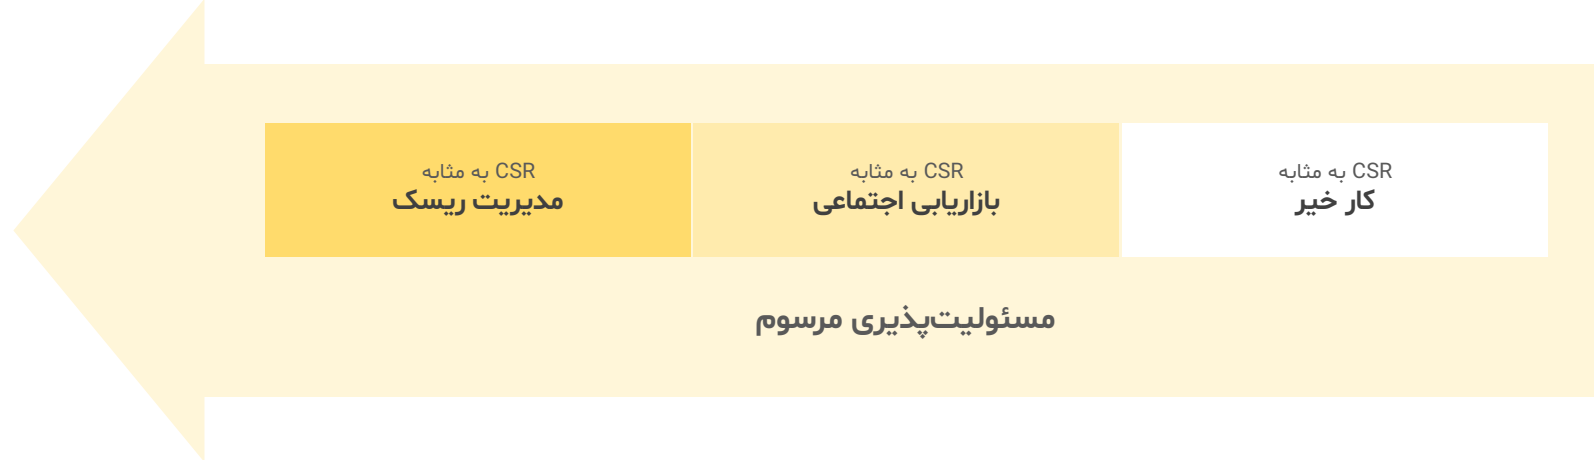 CSR به مثابه
کار خیر
CSR به مثابه
بازاریابی اجتماعی
CSR به مثابه
مدیریت ریسک
مسئولیت‌پذیری مرسوم